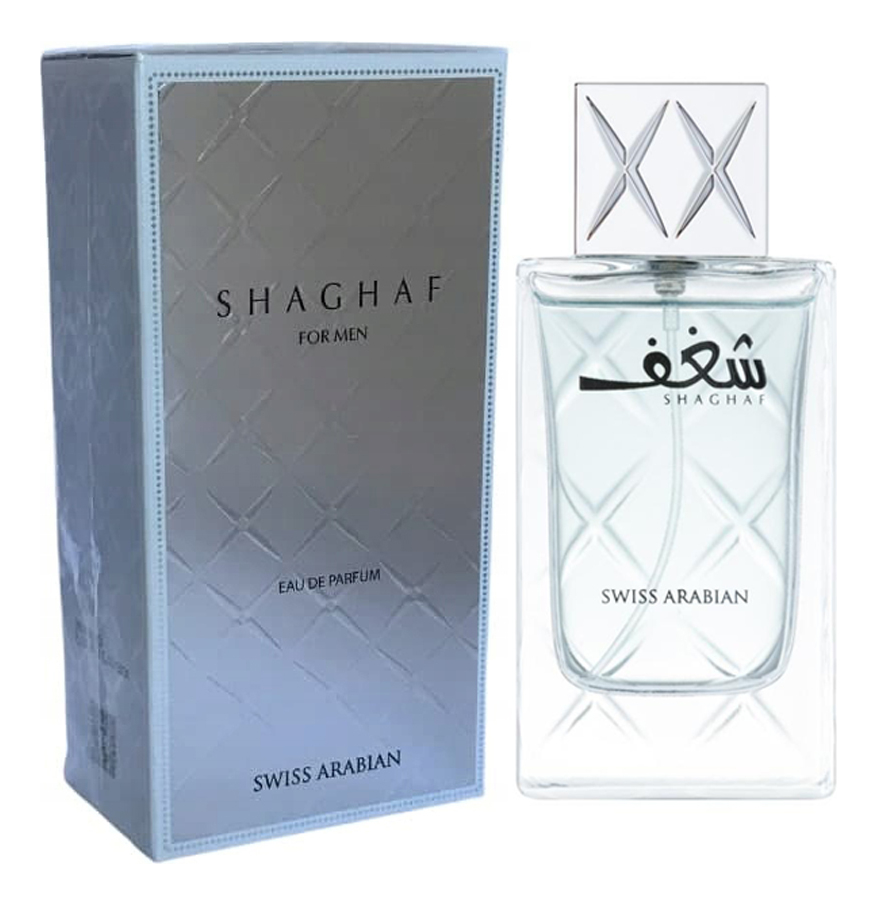 SHAGHAF
FOR MEN
EAU DE PARFUM
SWISS ARABIAN
شغف
SHAGHAF
SWISS ARABIAN